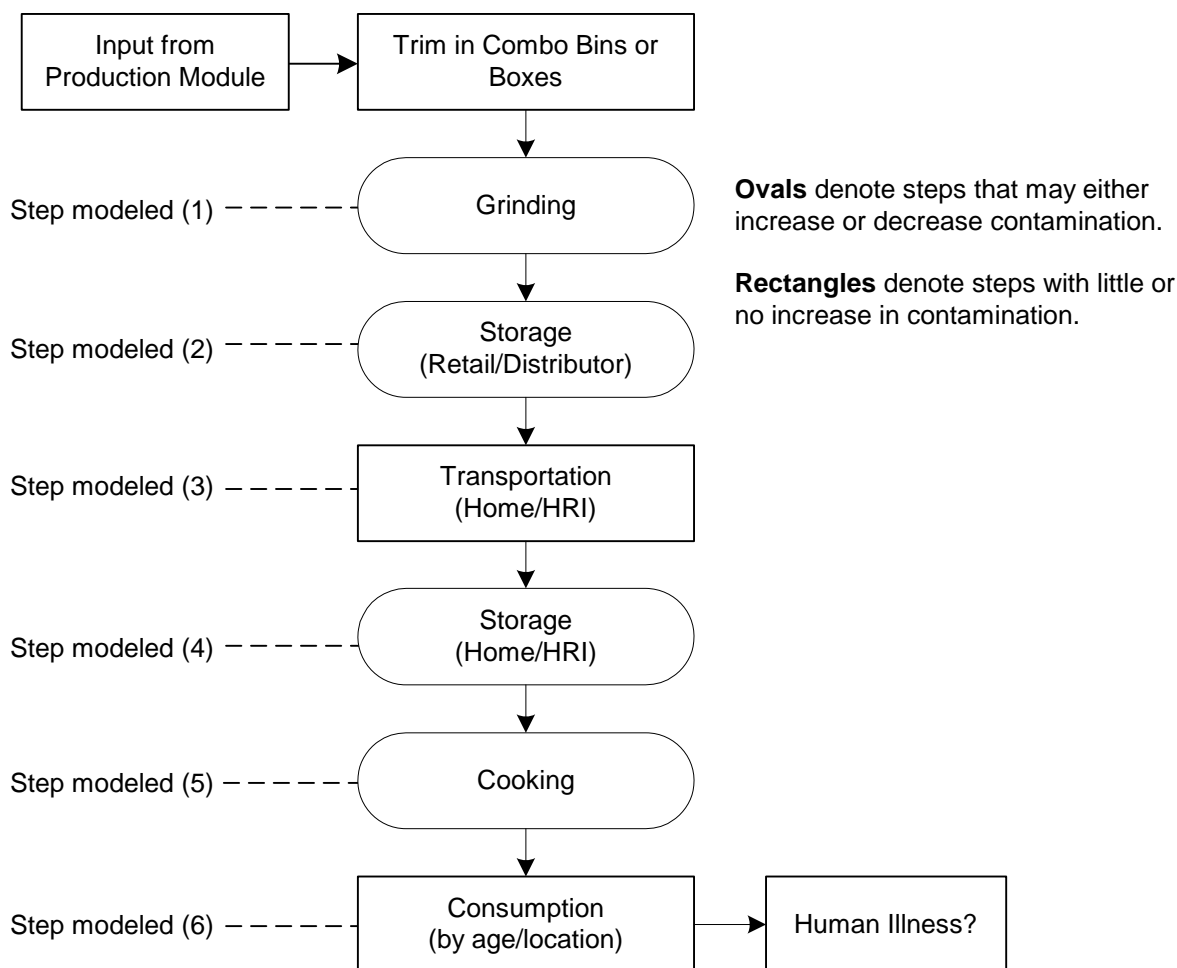 Input from
Production Module
Trim in Combo Bins or
Boxes
Step modeled (1)
Grinding
Ovals denote steps that may either
increase or decrease contamination.
Rectangles denote steps with little or
no increase in contamination.
Step modeled (2)
Storage
(Retail/Distributor)
Step modeled (3)
Transportation
(Home/HRI)
Step modeled (4)
Storage
(Home/HRI)
Step modeled (5)
Cooking
Step modeled (6)
Consumption
(by age/location)
Human Illness?